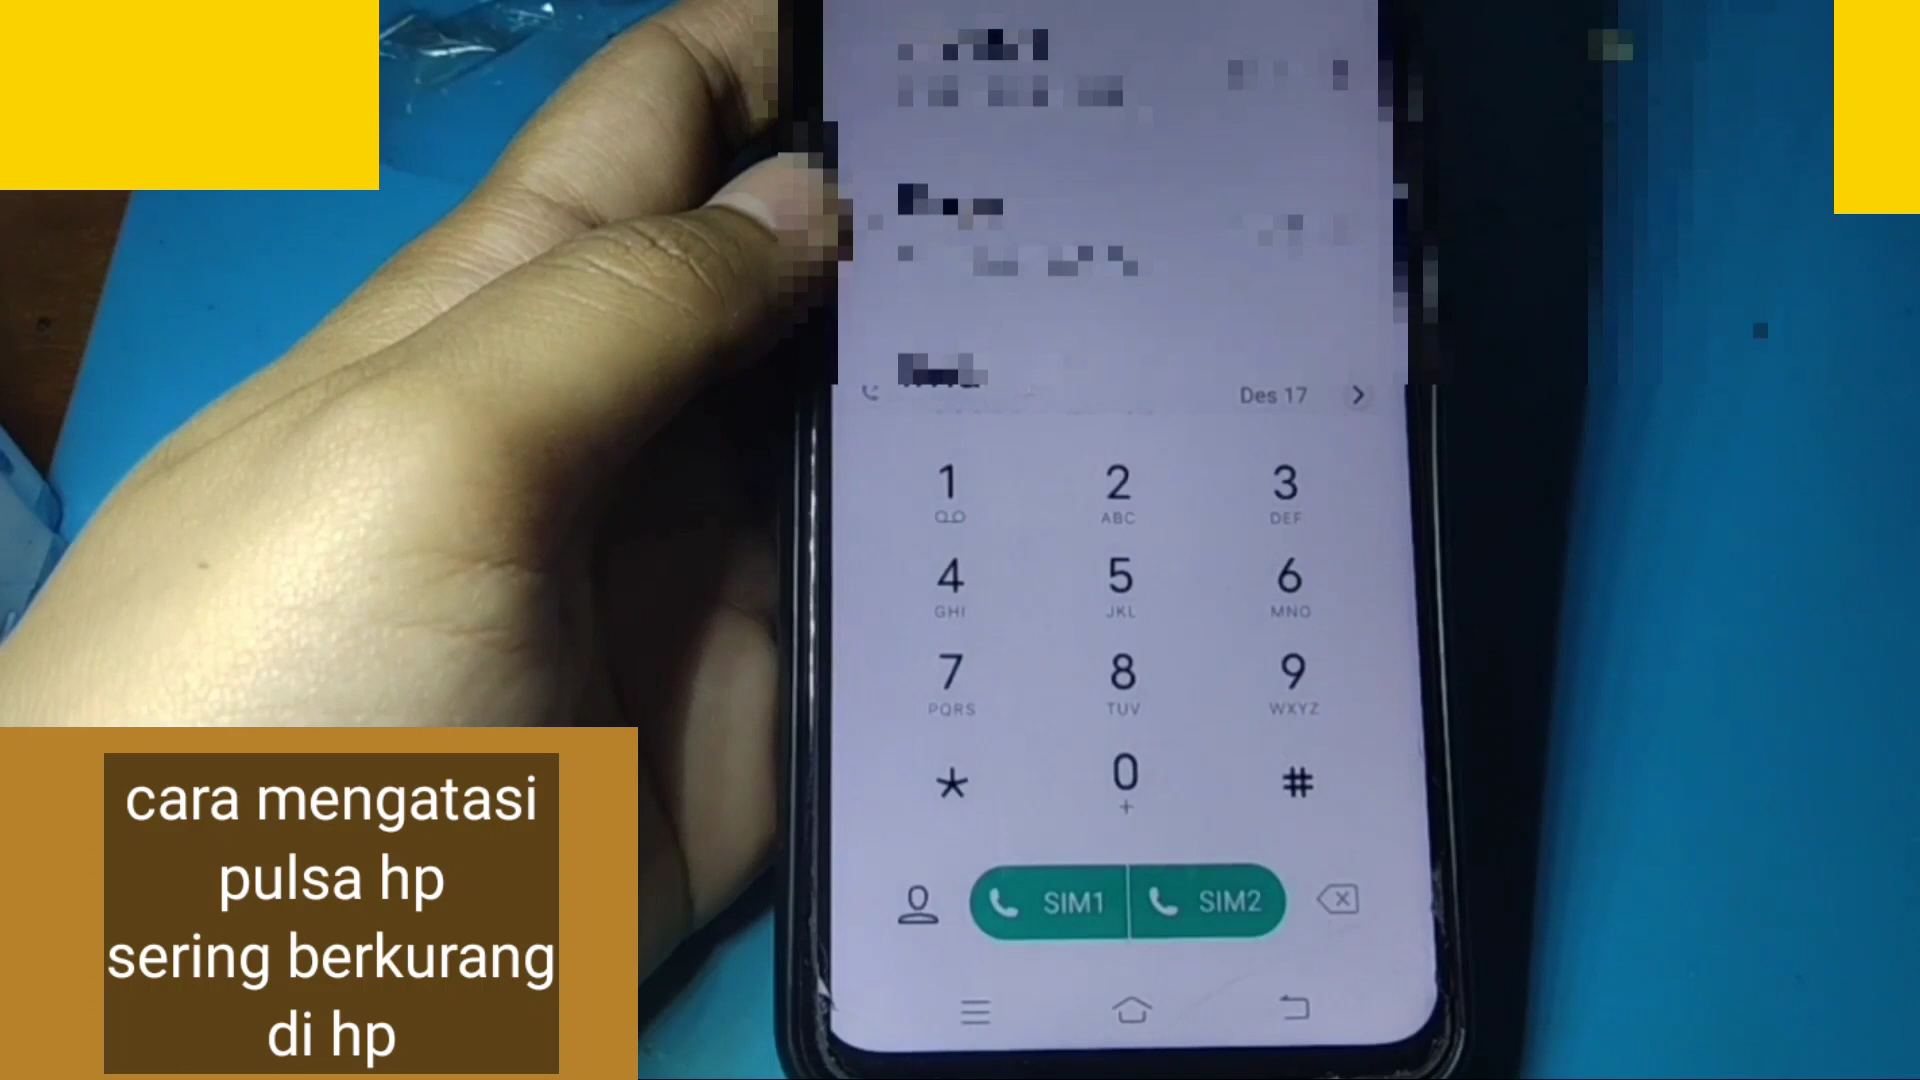 Des 17
1
2
ABC
3
DEF
4
GHI
5
JKL
6
MNO
7
PQRS
8
TUV
9
WXYZ
*
0
+
#
SIM1
SIM2
cara mengatasi
pulsa hp
sering berkurang
di hp